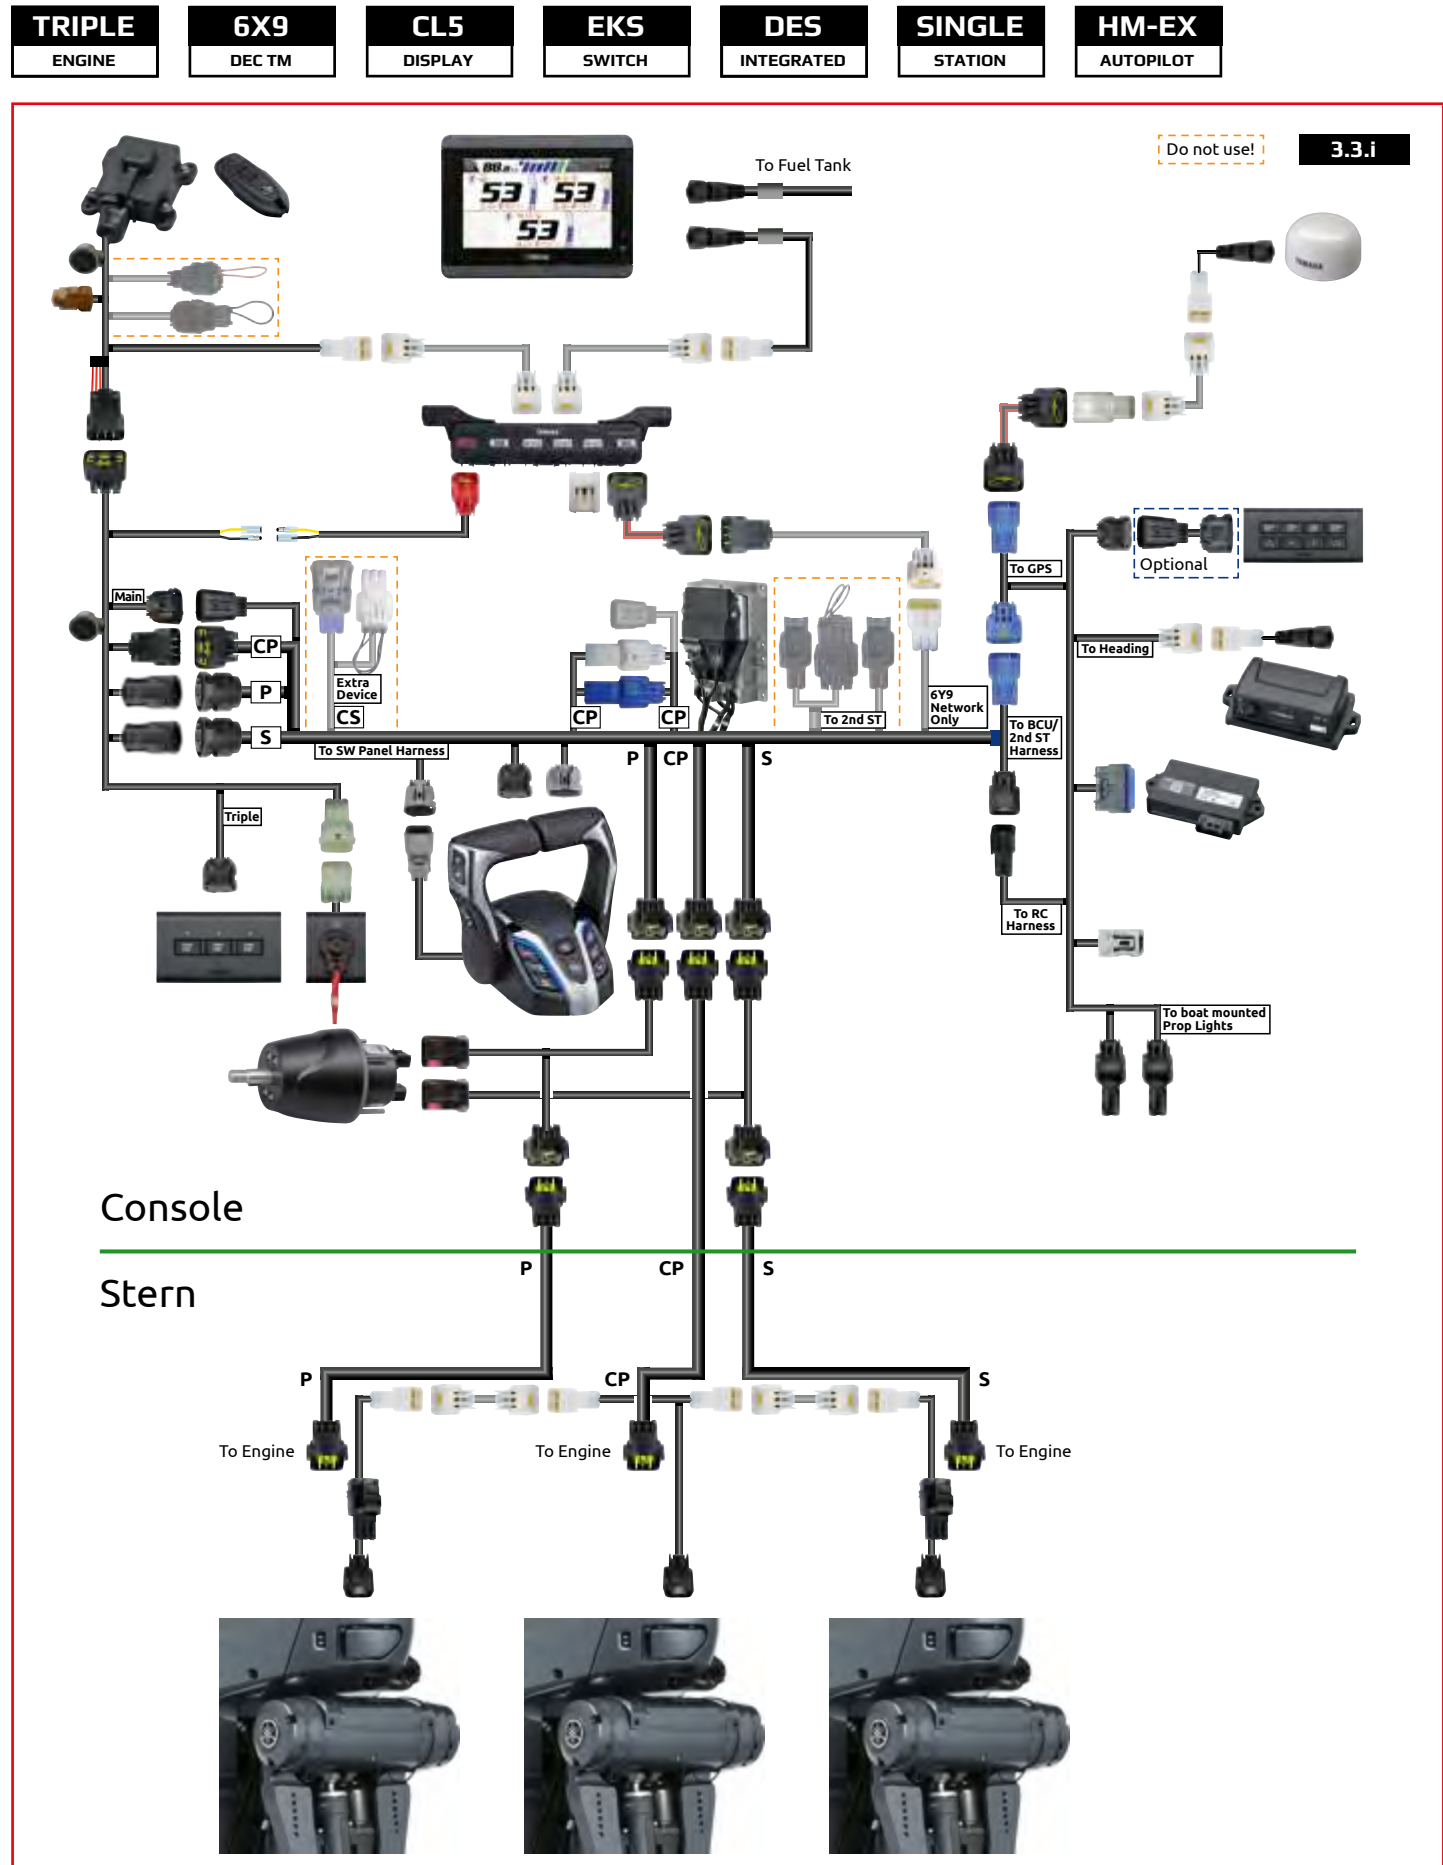 TRIPLE
ENGINE
6X9
DEC TM
CL5
DISPLAY
EKS
SWITCH
DES
INTEGRATED
SINGLE
STATION
HM-EX
AUTOPILOT
Do not use!
3.3.i
To Fuel Tank
53
53
53
YAMAHA
To GPS
Optional
Main
CP
P
S
Extra
Device
CS
To SW Panel Harness
CP
CP
To 2nd ST
6Y9
Network
Only
To Heading
To BCU/
2nd ST
Harness
P
CP
S
Triple
To RC
Harness
To boat mounted
Prop Lights
Console
Stern
P
CP
S
P
CP
S
To Engine
To Engine
To Engine